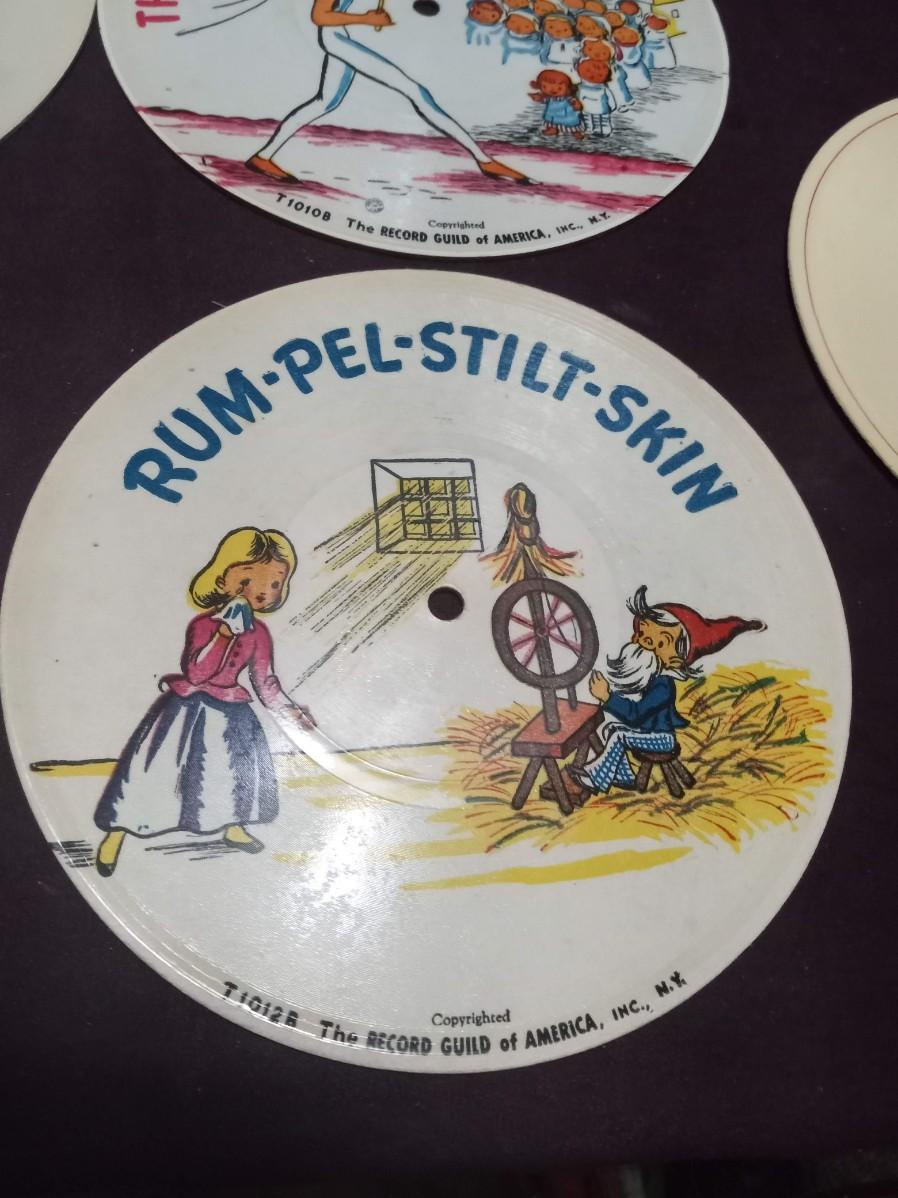 T1010B The RECORD GUILD of AMERICA, INC., N.Y.
Copyrighted
RUM-PEL-STILT-SKIN
Copyrighted
T1012B The RECORD GUILD of AMERICA, INC., N.Y.